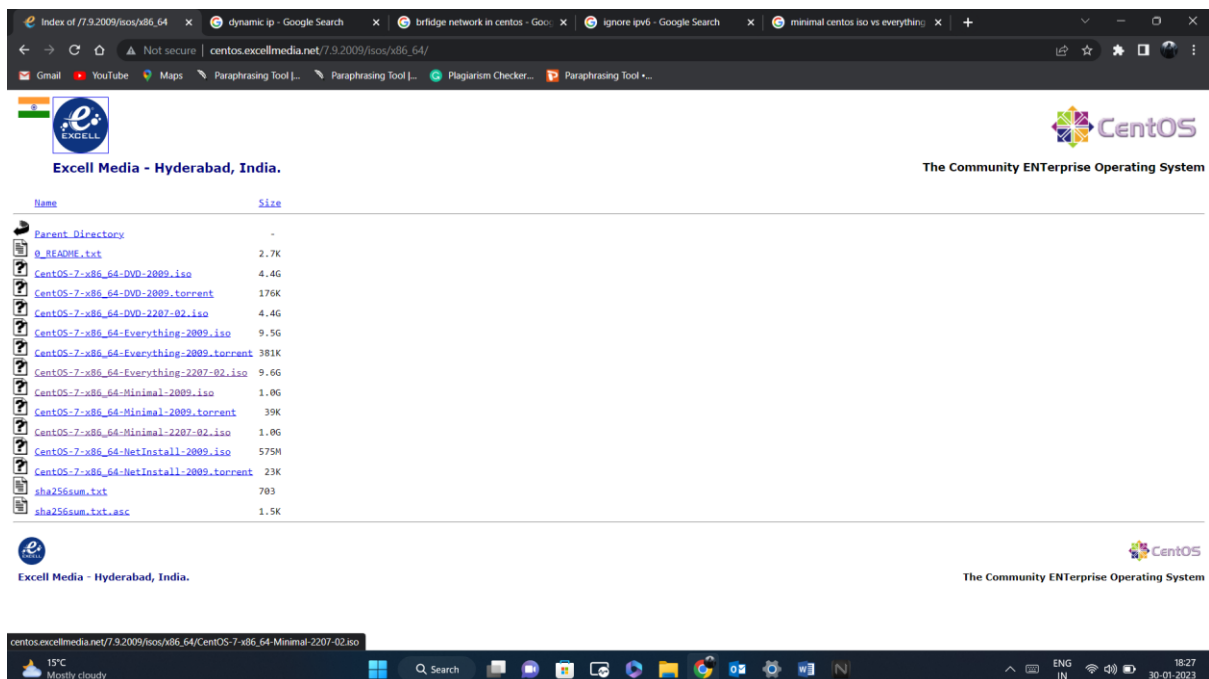 Index of /7.9.2009/isos/x86_64
dynamic ip - Google Search
brfidge network in centos - Goo
ignore ipv6 - Google Search
minimal centos iso vs everything
Not secure | centos.excellmedia.net/7.9.2009/isos/x86_64/
Gmail YouTube Maps Paraphrasing Tool |... Paraphrasing Tool |... Plagiarism Checker... Paraphrasing Tool •...
e
EXCELL
CentOS
Excell Media - Hyderabad, India.
The Community ENTerprise Operating System
Name Size
Parent Directory -
0_README.txt 2.7K
CentOS-7-x86_64-DVD-2009.iso 4.4G
CentOS-7-x86_64-DVD-2009.torrent 176K
CentOS-7-x86_64-DVD-2207-02.iso 4.4G
CentOS-7-x86_64-Everything-2009.iso 9.5G
CentOS-7-x86_64-Everything-2009.torrent 381K
CentOS-7-x86_64-Everything-2207-02.iso 9.6G
CentOS-7-x86_64-Minimal-2009.iso 1.0G
CentOS-7-x86_64-Minimal-2009.torrent 39K
CentOS-7-x86_64-Minimal-2207-02.iso 1.0G
CentOS-7-x86_64-NetInstall-2009.iso 575M
CentOS-7-x86_64-NetInstall-2009.torrent 23K
sha256sum.txt 703
sha256sum.txt.asc 1.5K
CentOS
Excell Media - Hyderabad, India.
The Community ENTerprise Operating System
centos.excellmedia.net/7.9.2009/isos/x86_64/CentOS-7-x86_64-Minimal-2207-02.iso
15°C
Mostly cloudy
Search
ENG
IN
18:27
30-01-2023